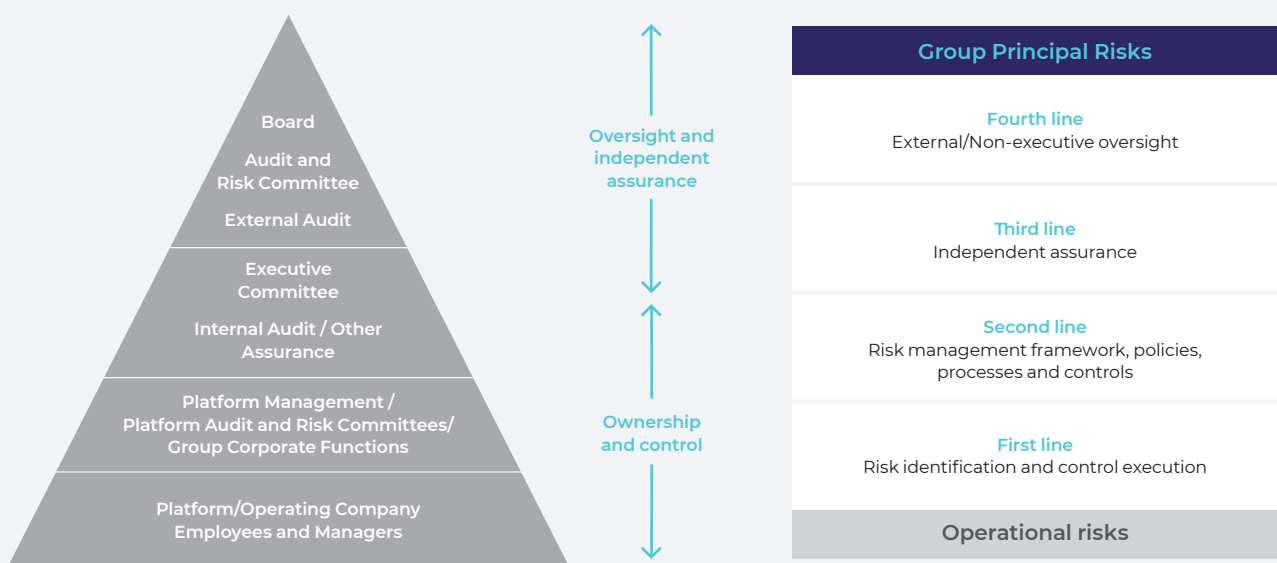 Board
Audit and
Risk Committee
External Audit
Executive
Committee
Internal Audit / Other
Assurance
Platform Management /
Platform Audit and Risk Committees/
Group Corporate Functions
Platform/Operating Company
Employees and Managers
Oversight and
independent
assurance
Ownership
and control
Group Principal Risks
Fourth line
External/Non-executive oversight
Third line
Independent assurance
Second line
Risk management framework, policies,
processes and controls
First line
Risk identification and control execution
Operational risks